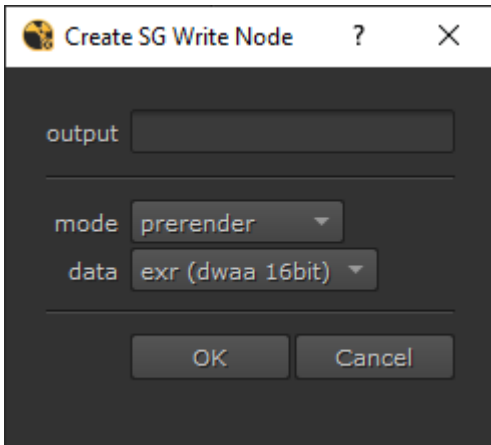 Create SG Write Node ?
output
mode prerender
data exr (dwaa 16bit)
OK Cancel